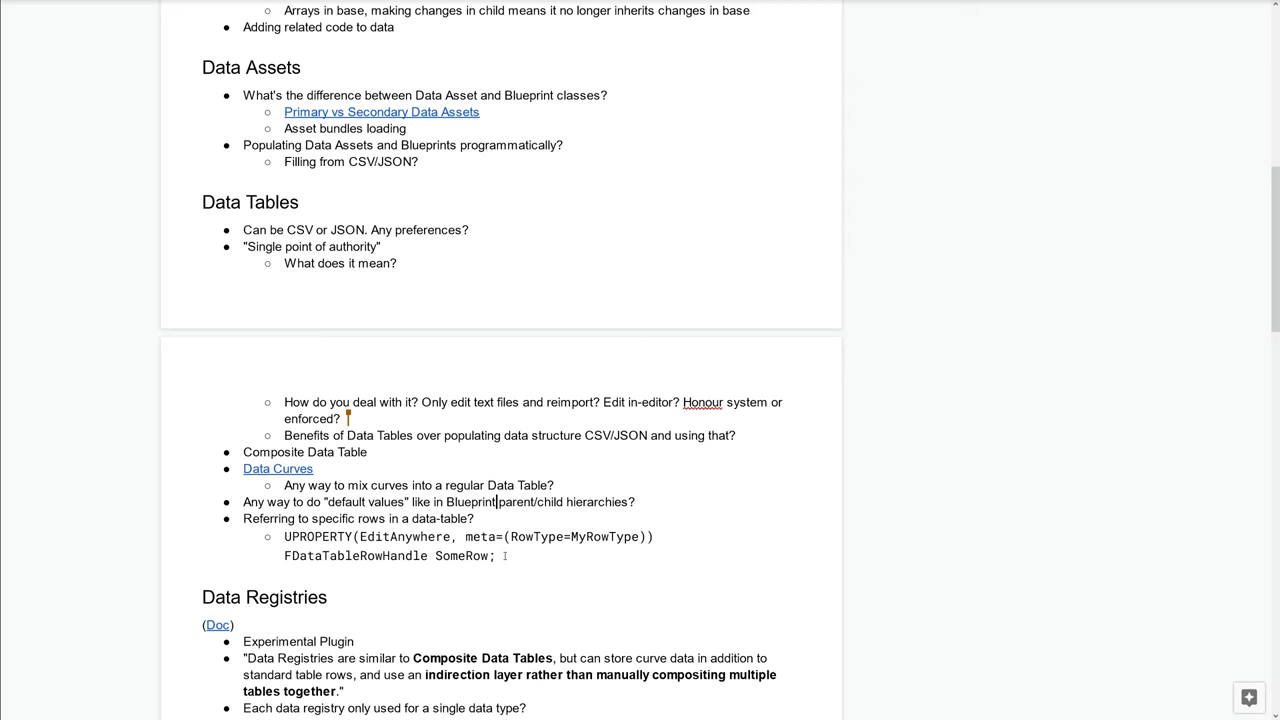 ○ Arrays in base, making changes in child means it no longer inherits changes in base
● Adding related code to data
Data Assets
● What's the difference between Data Asset and Blueprint classes?
○ Primary vs Secondary Data Assets
○ Asset bundles loading
● Populating Data Assets and Blueprints programmatically?
○ Filling from CSV/JSON?
Data Tables
● Can be CSV or JSON. Any preferences?
● "Single point of authority"
○ What does it mean?
○ How do you deal with it? Only edit text files and reimport? Edit in-editor? Honour system or
enforced?
○ Benefits of Data Tables over populating data structure CSV/JSON and using that?
● Composite Data Table
● Data Curves
○ Any way to mix curves into a regular Data Table?
● Any way to do "default values" like in Blueprint parent/child hierarchies?
● Referring to specific rows in a data-table?
○ UPROPERTY(EditAnywhere, meta=(RowType=MyRowType))
FDataTableRowHandle SomeRow;
Data Registries
(Doc)
● Experimental Plugin
● "Data Registries are similar to Composite Data Tables, but can store curve data in addition to
standard table rows, and use an indirection layer rather than manually compositing multiple
tables together."
● Each data registry only used for a single data type?